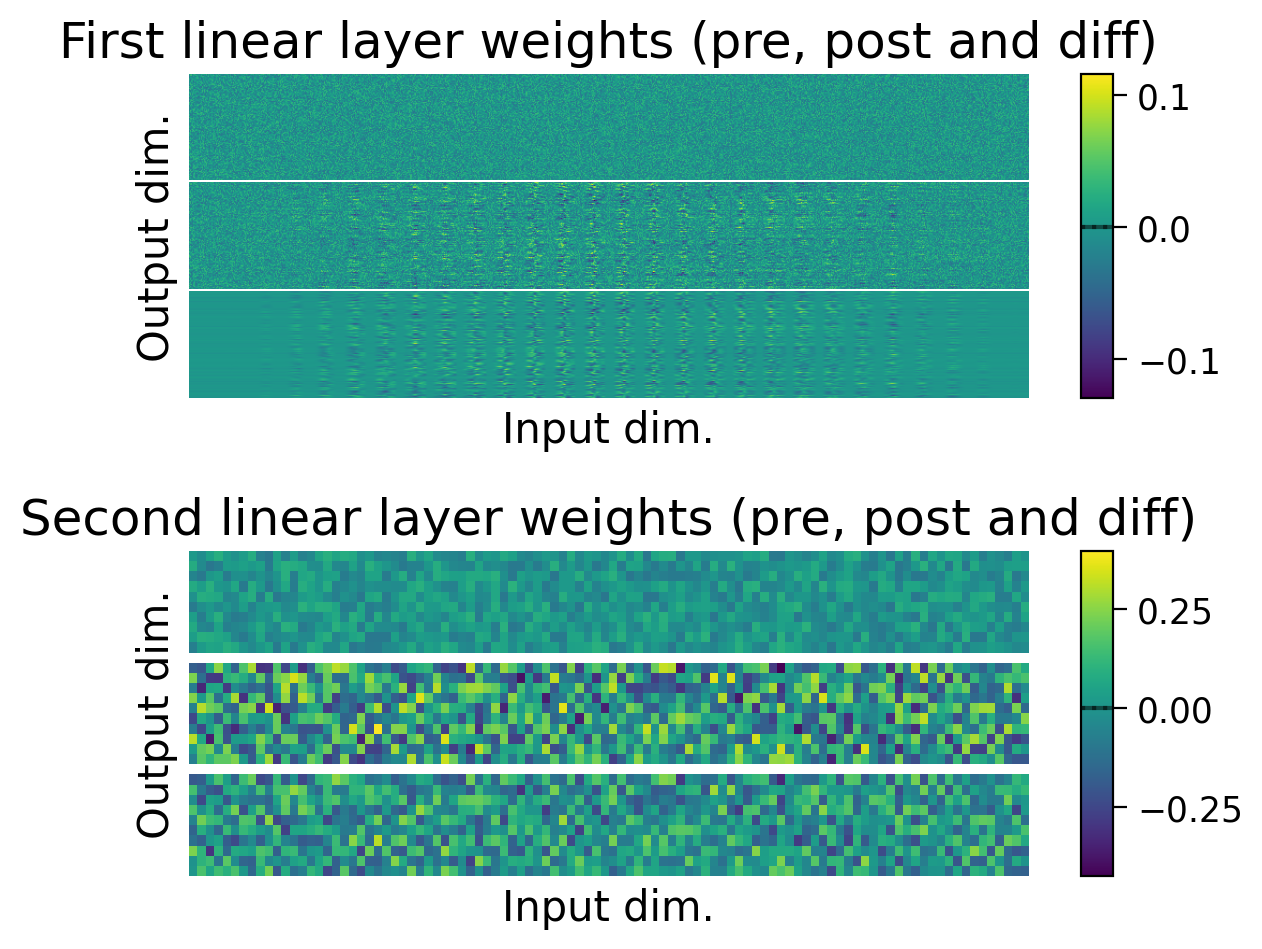 First linear layer weights (pre, post and diff)
Output dim.
0.1
0.0
−0.1
Input dim.
Second linear layer weights (pre, post and diff)
Output dim.
0.25
0.00
−0.25
Input dim.